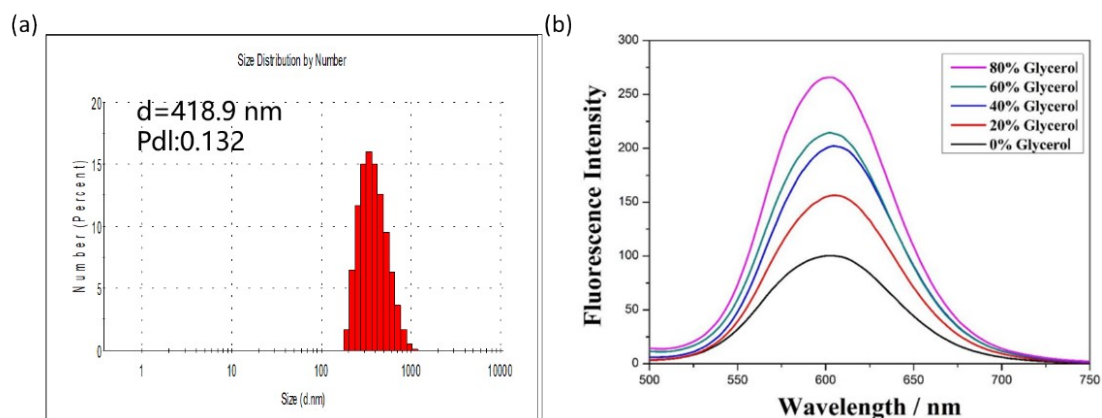 (a)
Size Distribution by Number
d=418.9 nm
PdI:0.132
Number (Percent)
20
15
10
5
0
1 10 100 1000 10000
Size (d.nm)
(b)
Fluorescence Intensity
300
250
200
150
100
50
0
80% Glycerol
60% Glycerol
40% Glycerol
20% Glycerol
0% Glycerol
500 550 600 650 700 750
Wavelength / nm